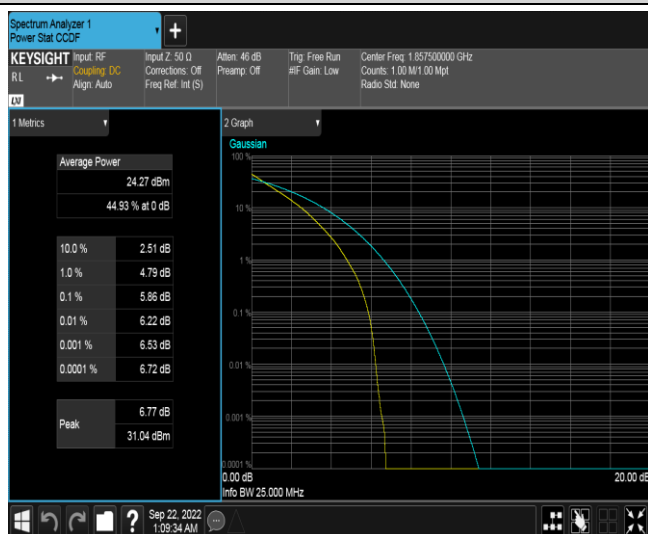 Spectrum Analyzer 1
Power Stat CCDF
+
KEYSIGHT
RL
LXI
Input: RF
Coupling: DC
Align: Auto
Input Z: 50 Ω
Corrections: Off
Freq Ref: Int (S)
Atten: 46 dB
Preamp: Off
Trig: Free Run
#IF Gain: Low
Center Freq: 1.857500000 GHz
Counts: 1.00 M/1.00 Mpt
Radio Std: None
1 Metrics
Average Power
24.27 dBm
44.93 % at 0 dB
10.0 % 2.51 dB
1.0 % 4.79 dB
0.1 % 5.86 dB
0.01 % 6.22 dB
0.001 % 6.53 dB
0.0001 % 6.72 dB
Peak
6.77 dB
31.04 dBm
2 Graph
Gaussian
100 %
10 %
1 %
0.1 %
0.01 %
0.001 %
0.0001 %
0.00 dB 20.00 dB
Info BW 25.000 MHz
?
Sep 22, 2022
1:09:34 AM